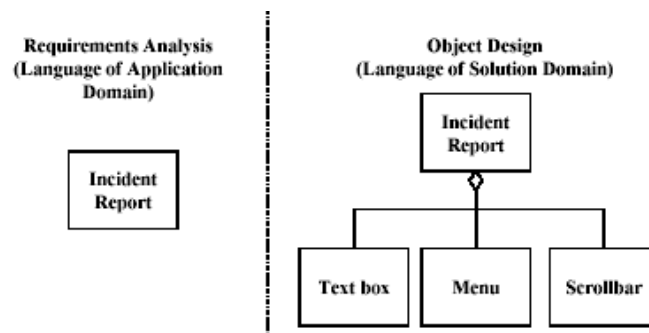 Requirements Analysis
(Language of Application
Domain)
Incident
Report
Object Design
(Language of Solution Domain)
Incident
Report
Text box
Menu
Scrollbar